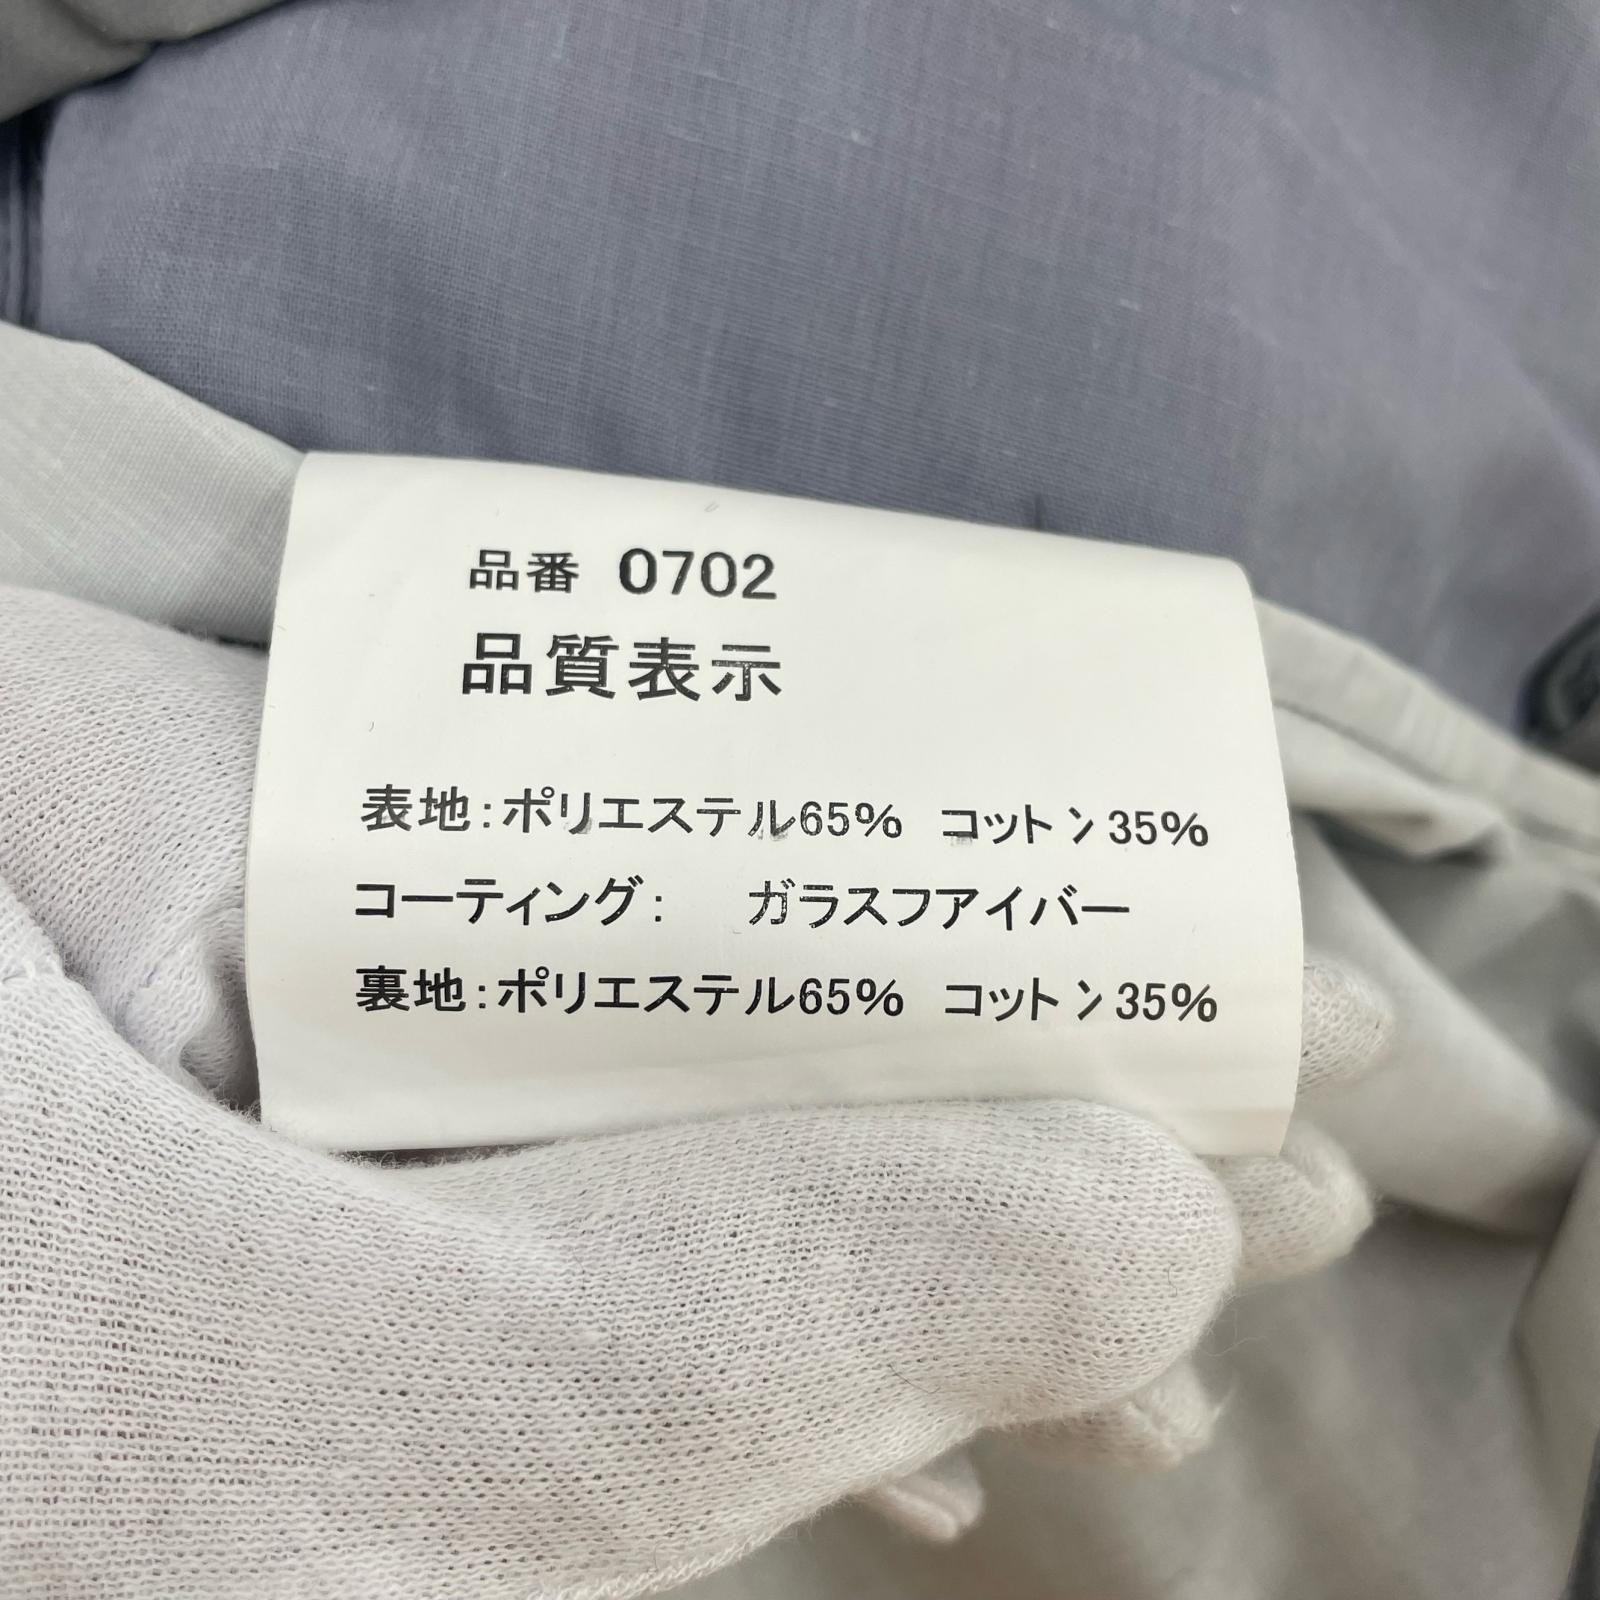 品番 0702
品質表示
表地:ポリエステル65% コットン35%
コーティング: ガラスフアイバー
裏地:ポリエステル65% コットン35%